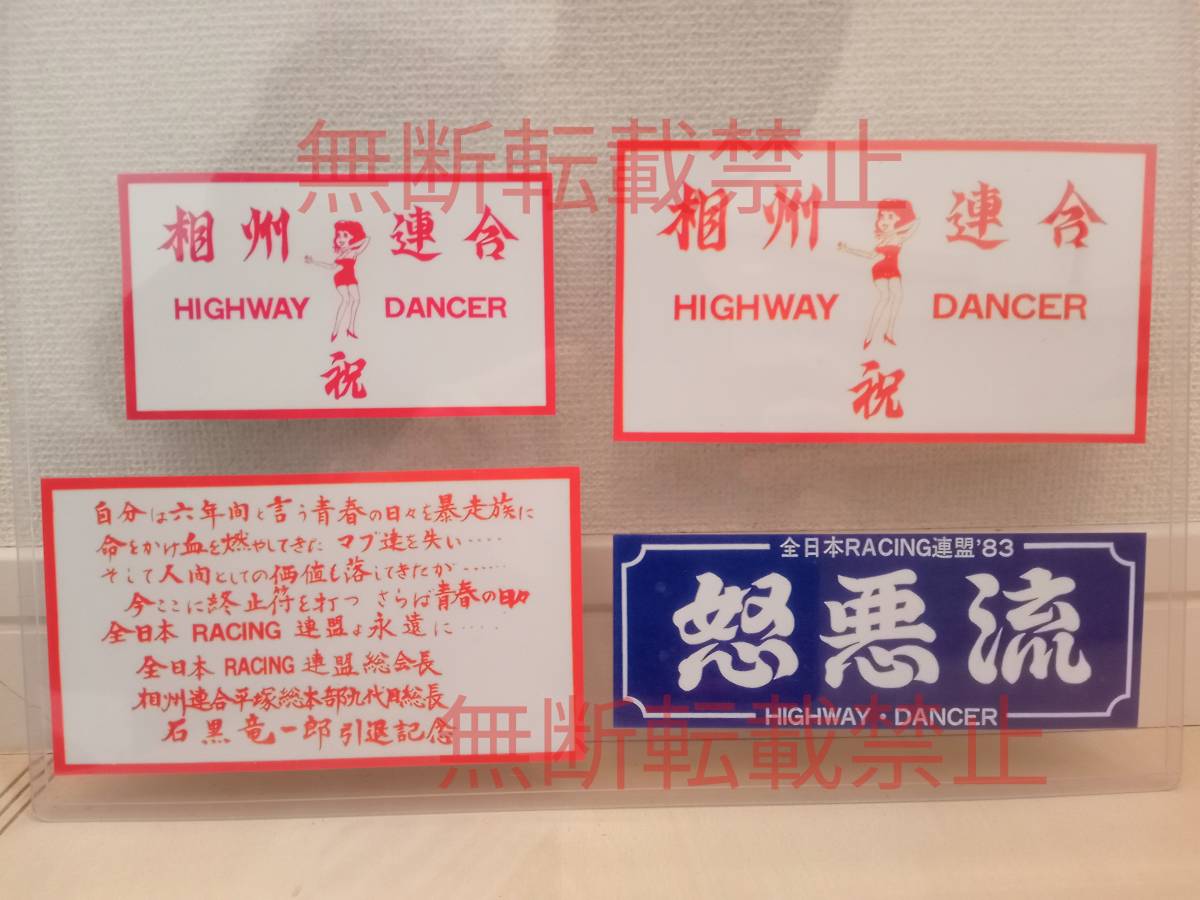 無断転載禁止
相州 連合
HIGHWAY DANCER
祝
相州 連合
HIGHWAY DANCER
祝
自分は六年間と言う青春の日々を暴走族に
命をかけ血を燃やしてきた マブ達を失い‥‥
そして人間としての価値も落してきたが‥‥‥
今ここに終止符を打つ さらば青春の日々
全日本 RACING 連盟よ永遠に‥‥
全日本 RACING 連盟総会長
相州連合平塚総本部九代目総長
石黒竜一郎引退記念
全日本RACING連盟'83
怒悪流
HIGHWAY・DANCER
無断転載禁止